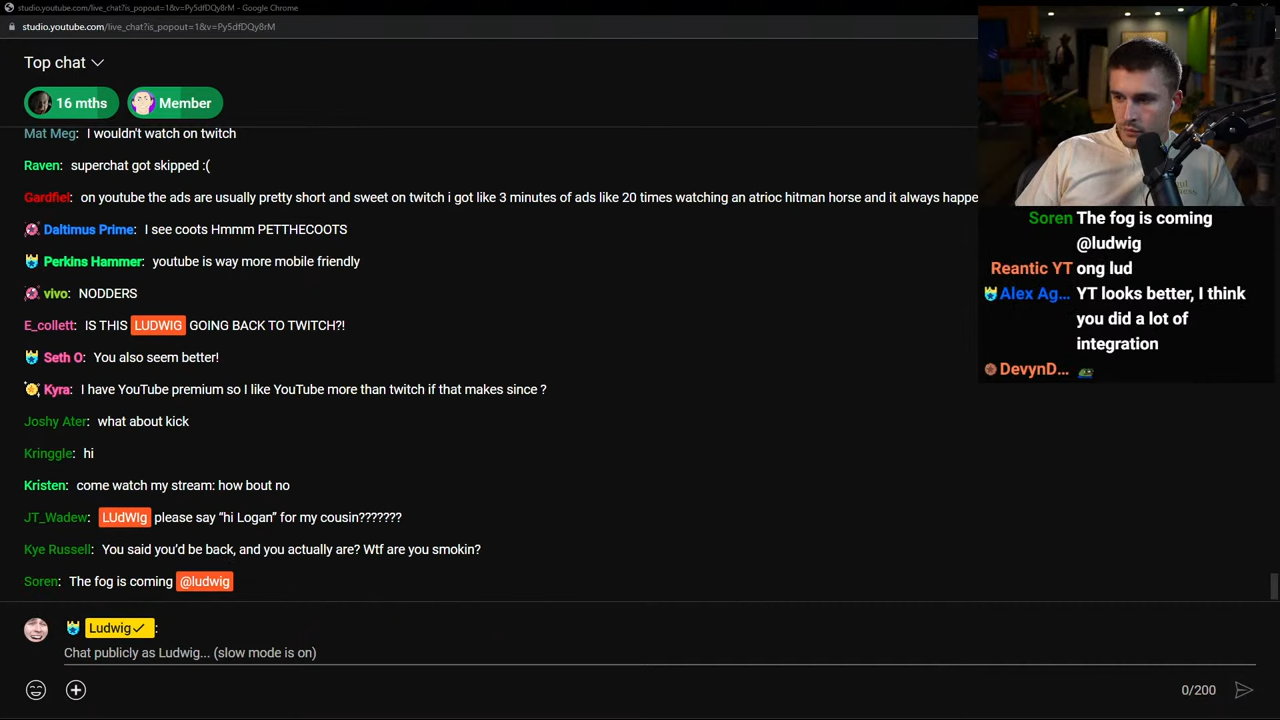 studio.youtube.com/live_chat?is_popout=1&v=Py5dfDQy8rM - Google Chrome
studio.youtube.com/live_chat?is_popout=1&v=Py5dfDQy8rM
Top chat
16 mths
Member
Mat Meg: I wouldn't watch on twitch
Raven: superchat got skipped :(
Gardfiel: on youtube the ads are usually pretty short and sweet on twitch i got like 3 minutes of ads like 20 times watching an atrioc hitman horse and it always happe
Daltimus Prime: I see coots Hmmm PETTHECOOTS
Perkins Hammer: youtube is way more mobile friendly
vivo: NODDERS
E_collett: IS THIS LUDWIG GOING BACK TO TWITCH?!
Seth O: You also seem better!
Kyra: I have YouTube premium so I like YouTube more than twitch if that makes since ?
Joshy Ater: what about kick
Kringgle: hi
Kristen: come watch my stream: how bout no
JT_Wadew: LUdWIg please say “hi Logan” for my cousin???????
Kye Russell: You said you’d be back, and you actually are? Wtf are you smokin?
Soren: The fog is coming @ludwig
Ludwig✓:
Chat publicly as Ludwig... (slow mode is on)
0/200
Soren The fog is coming
@ludwig
Reantic YT ong lud
Alex Ag... YT looks better, I think
you did a lot of
integration
DevynD...